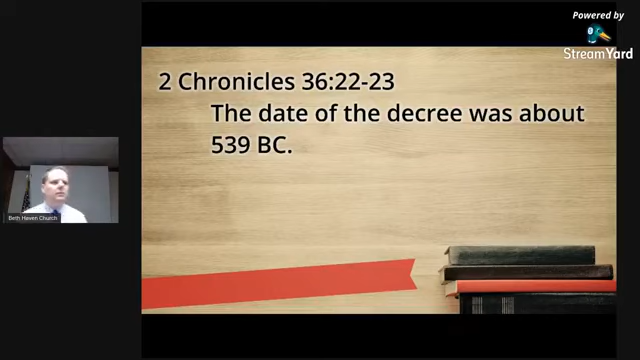 Powered by
StreamYard
2 Chronicles 36:22-23
The date of the decree was about
539 BC.
Beth Haven Church